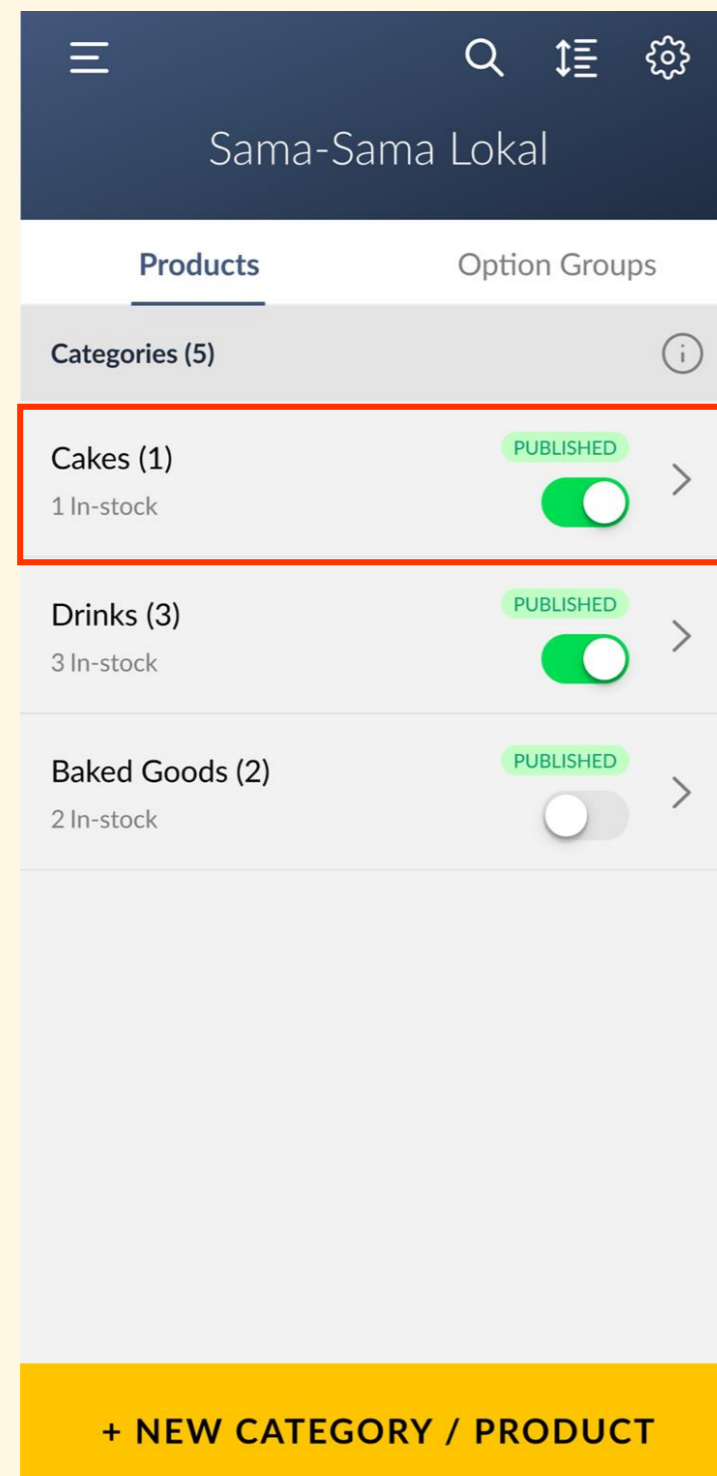 Sama-Sama Lokal
Products
Option Groups
Categories (5)
Cakes (1)
PUBLISHED
1 In-stock
Drinks (3)
PUBLISHED
3 In-stock
Baked Goods (2)
PUBLISHED
2 In-stock
+ NEW CATEGORY / PRODUCT